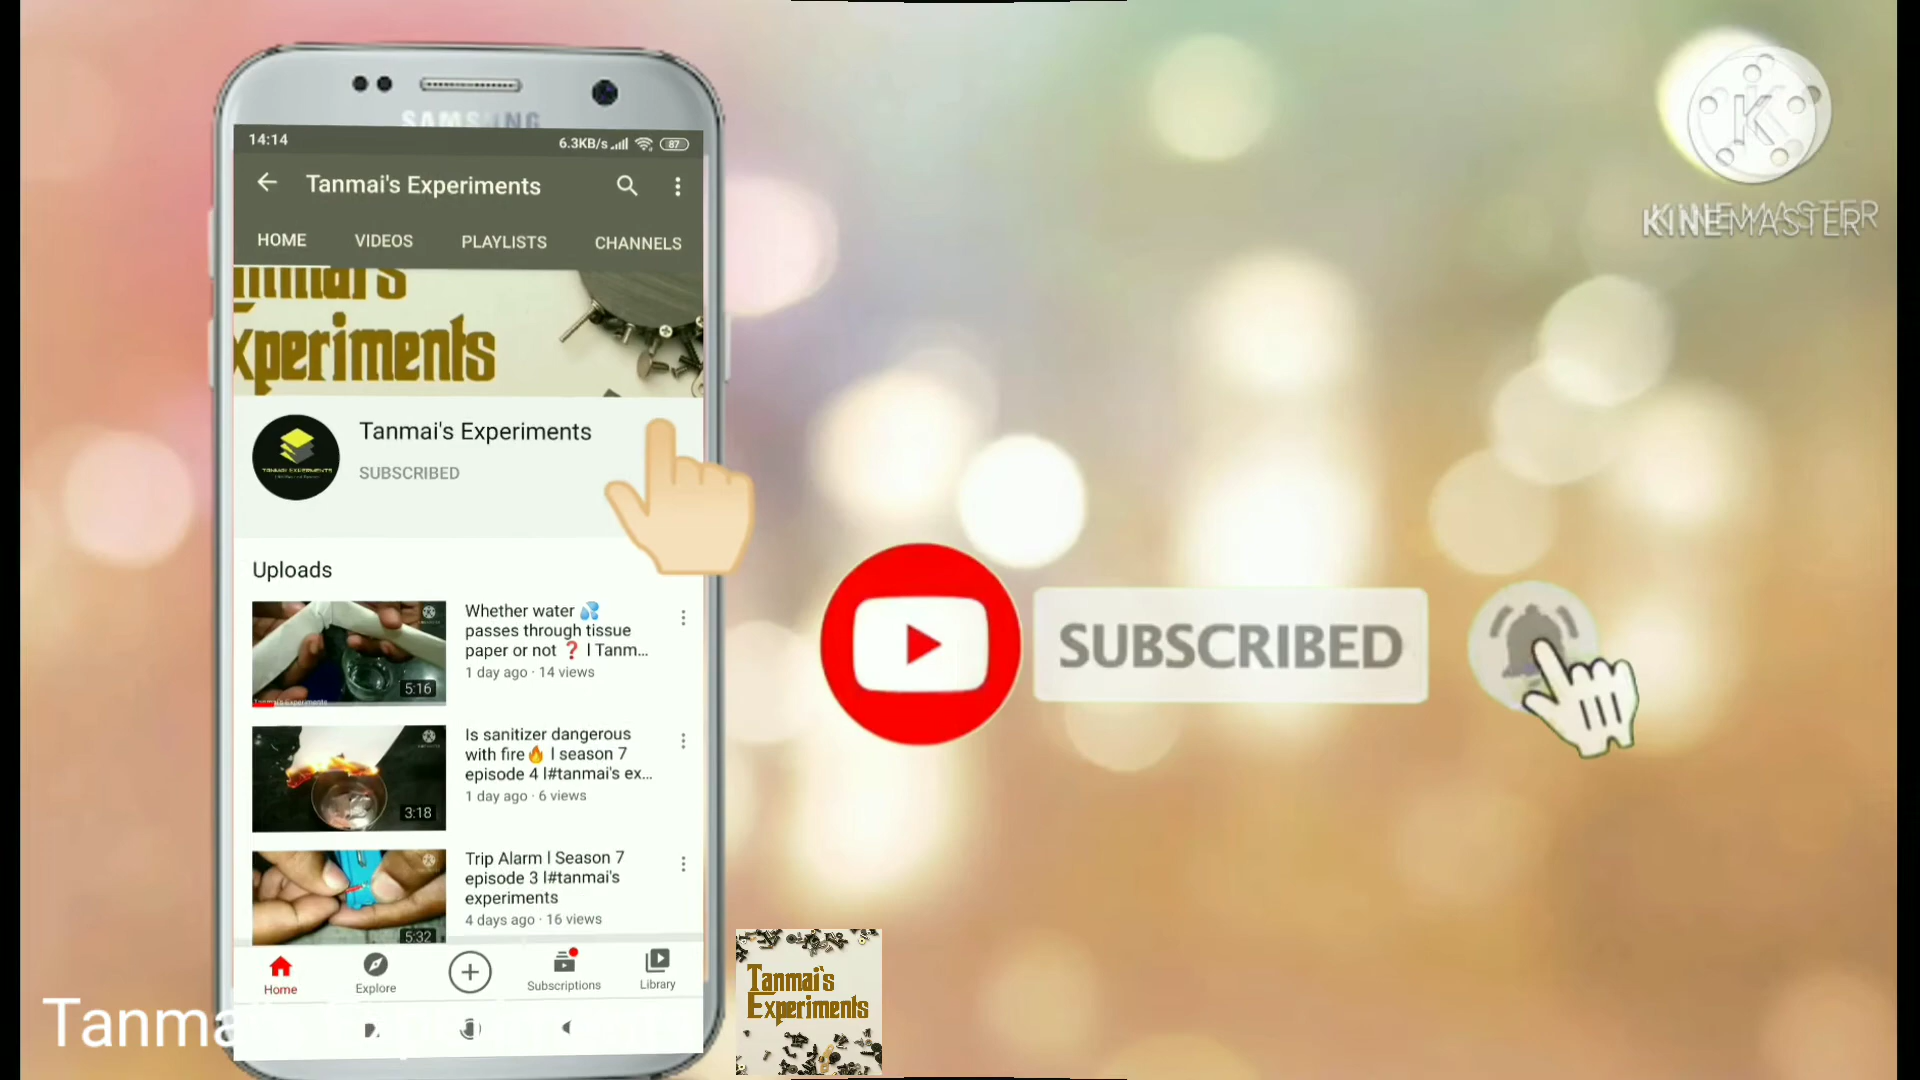 SAMSUNG
14:14
6.3KB/s
87
Tanmai's Experiments
HOME VIDEOS PLAYLISTS CHANNELS
Experiments
Tanmai's Experiments
SUBSCRIBED
Uploads
Whether water 💦
passes through tissue
paper or not ❓ l Tanm...
1 day ago · 14 views
5:16
Is sanitizer dangerous
with fire🔥 l season 7
episode 4 l#tanmai's ex...
1 day ago · 6 views
3:18
Trip Alarm l Season 7
episode 3 l#tanmai's
experiments
4 days ago · 16 views
5:32
Home Explore Subscriptions Library
Tanma
Tanmai's
Experiments
SUBSCRIBED
K
KINEMASTER